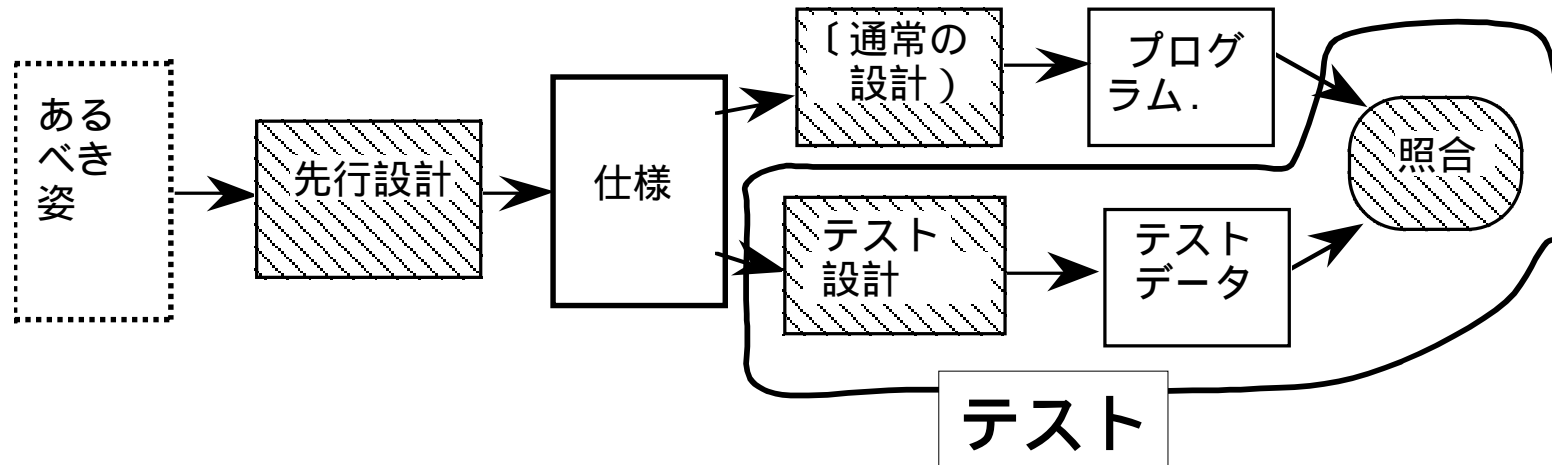 あるべき姿
先行設計
仕様
〔通常の
設計）
プログ
ラム．
テスト
設計
テスト
データ
照合
テスト